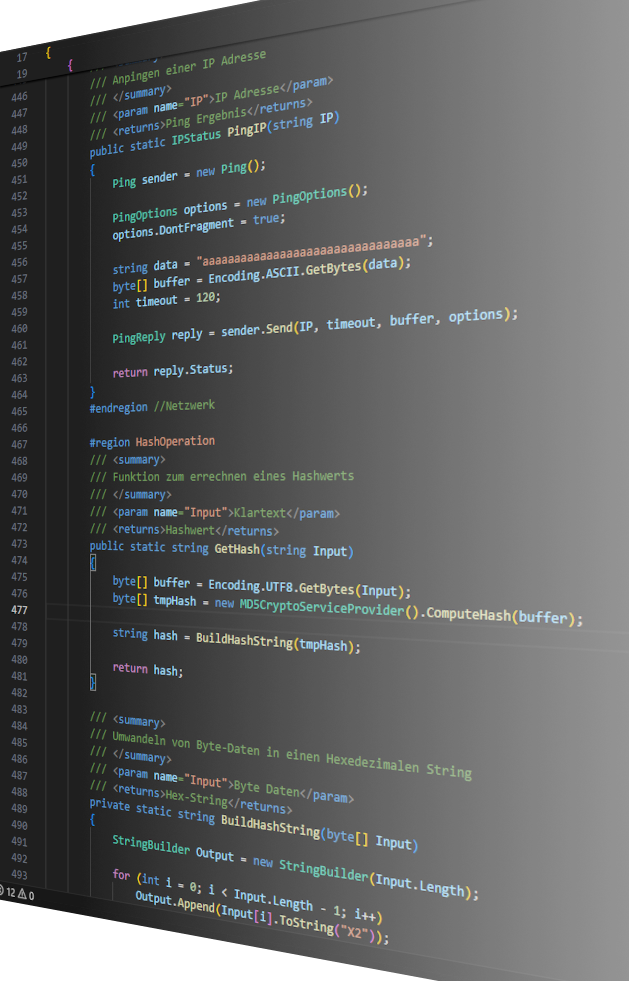 17 {
19 {
446 /// Anpingen einer IP Adresse
447 /// </summary>
448 /// <param name="IP">IP Adresse</param>
449 /// <returns>Ping Ergebnis</returns>
450 public static IPStatus PingIP(string IP)
451 {
452 Ping sender = new Ping();
453
454 PingOptions options = new PingOptions();
455 options.DontFragment = true;
456
457 string data = "aaaaaaaaaaaaaaaaaaaaaaaaaaaaaaaa";
458 byte[] buffer = Encoding.ASCII.GetBytes(data);
459 int timeout = 120;
460
461 PingReply reply = sender.Send(IP, timeout, buffer, options);
462
463 return reply.Status;
464 }
465 #endregion //Netzwerk
466
467 #region HashOperation
468 /// <summary>
469 /// Funktion zum errechnen eines Hashwerts
470 /// </summary>
471 /// <param name="Input">Klartext</param>
472 /// <returns>Hashwert</returns>
473 public static string GetHash(string Input)
474 {
475 byte[] buffer = Encoding.UTF8.GetBytes(Input);
476 byte[] tmpHash = new MD5CryptoServiceProvider().ComputeHash(buffer);
477
478 string hash = BuildHashString(tmpHash);
479
480 return hash;
481 }
482
483 /// <summary>
484 /// Umwandeln von Byte-Daten in einen Hexedezimalen String
485 /// </summary>
486 /// <param name="Input">Byte Daten</param>
487 /// <returns>Hex-String</returns>
488 private static string BuildHashString(byte[] Input)
489 {
490 StringBuilder Output = new StringBuilder(Input.Length);
491
492 for (int i = 0; i < Input.Length - 1; i++)
493 Output.Append(Input[i].ToString("X2"));
12 0